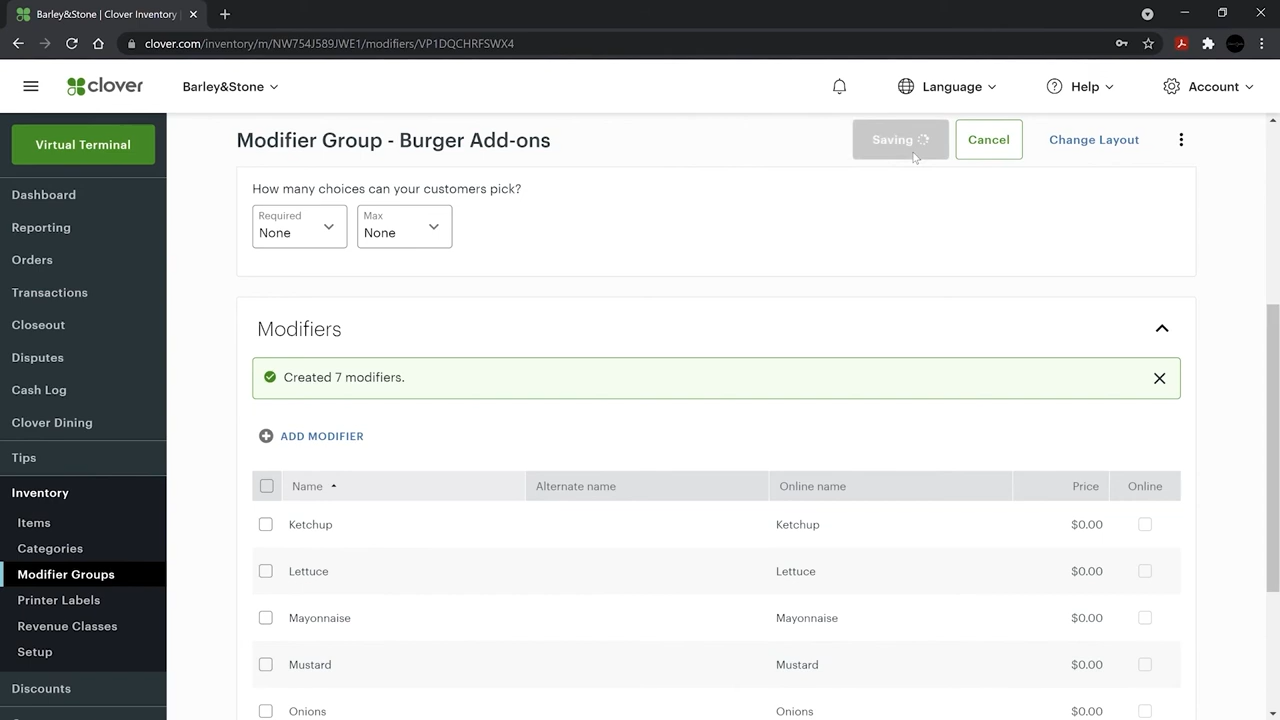 Barley&Stone | Clover Inventory |
clover.com/inventory/m/NW754J589JWE1/modifiers/VP1DQCHRFSWX4
clover
Barley&Stone
Language
Help
Account
Virtual Terminal
Dashboard
Reporting
Orders
Transactions
Closeout
Disputes
Cash Log
Clover Dining
Tips
Inventory
Items
Categories
Modifier Groups
Printer Labels
Revenue Classes
Setup
Discounts
Modifier Group - Burger Add-ons
Saving
Cancel
Change Layout
How many choices can your customers pick?
Required
None
Max
None
Modifiers
Created 7 modifiers.
ADD MODIFIER
Name Alternate name Online name Price Online
Ketchup Ketchup $0.00
Lettuce Lettuce $0.00
Mayonnaise Mayonnaise $0.00
Mustard Mustard $0.00
Onions Onions $0.00